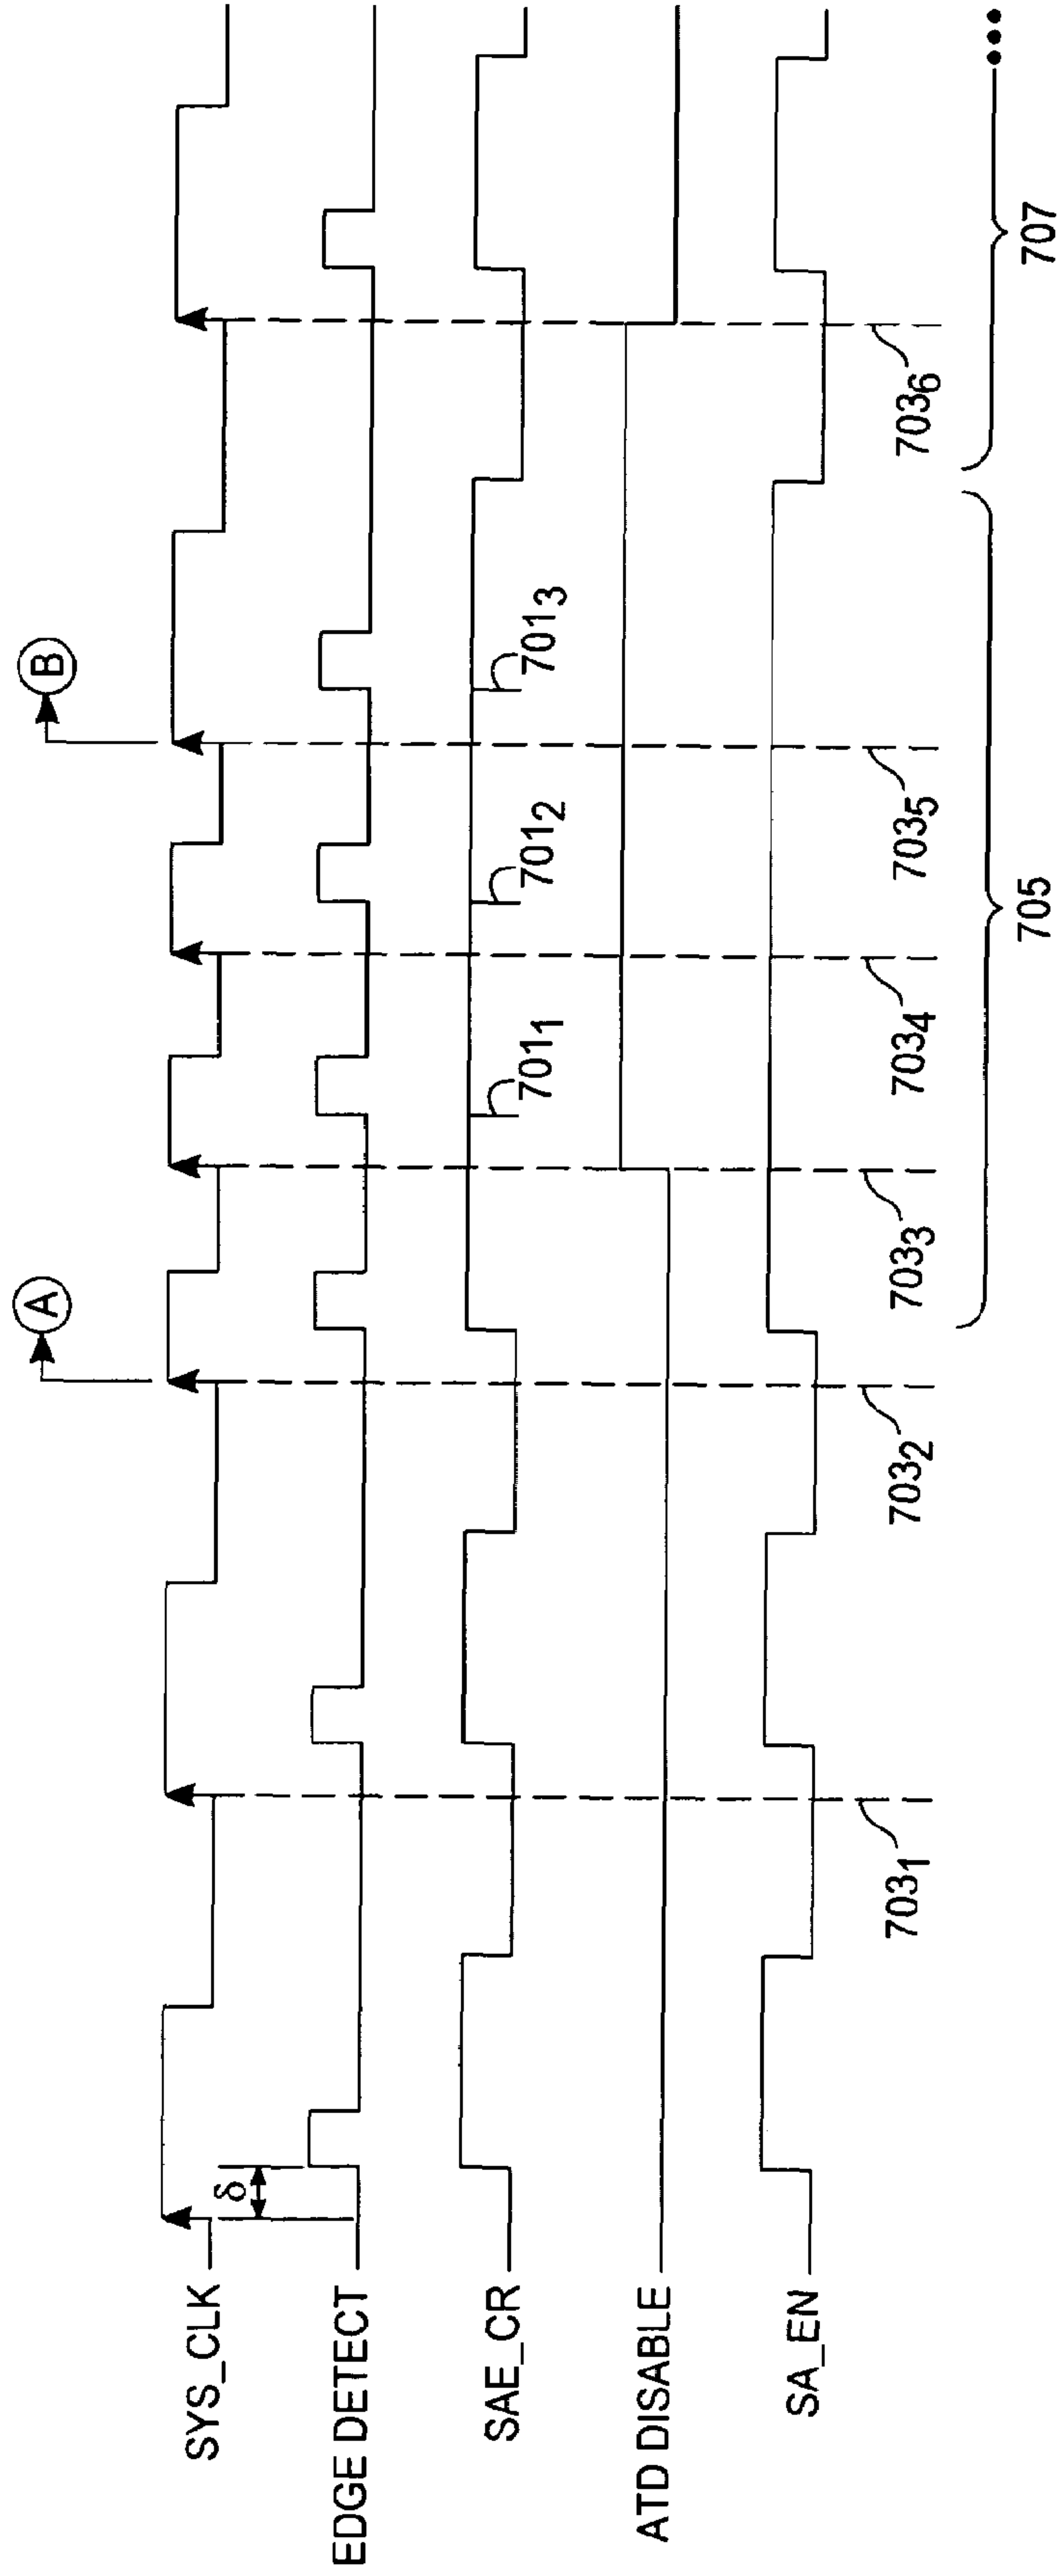 A
B
SYS_CLK
δ
EDGE DETECT
SAE_CR
701₁
701₂
701₃
ATD DISABLE
SA_EN
703₁
703₂
703₃
703₄
703₅
703₆
705
707